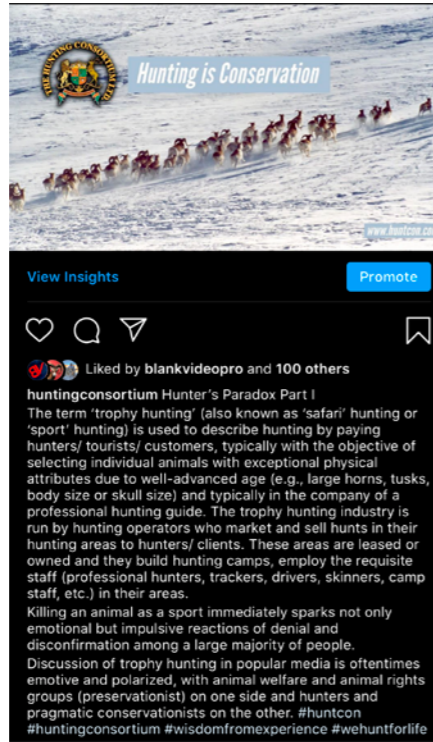 THE HUNTING CONSORTIUM LTD.
Hunting is Conservation
www.huntcon.com
View Insights
Promote
Liked by blankvideopro and 100 others
huntingconsortium Hunter's Paradox Part I
The term 'trophy hunting' (also known as 'safari' hunting or
'sport' hunting) is used to describe hunting by paying
hunters/ tourists/ customers, typically with the objective of
selecting individual animals with exceptional physical
attributes due to well-advanced age (e.g., large horns, tusks,
body size or skull size) and typically in the company of a
professional hunting guide. The trophy hunting industry is
run by hunting operators who market and sell hunts in their
hunting areas to hunters/ clients. These areas are leased or
owned and they build hunting camps, employ the requisite
staff (professional hunters, trackers, drivers, skinners, camp
staff, etc.) in their areas.
Killing an animal as a sport immediately sparks not only
emotional but impulsive reactions of denial and
disconfirmation among a large majority of people.
Discussion of trophy hunting in popular media is oftentimes
emotive and polarized, with animal welfare and animal rights
groups (preservationist) on one side and hunters and
pragmatic conservationists on the other. #huntcon
#huntingconsortium #wisdomfromexperience #wehuntforlife